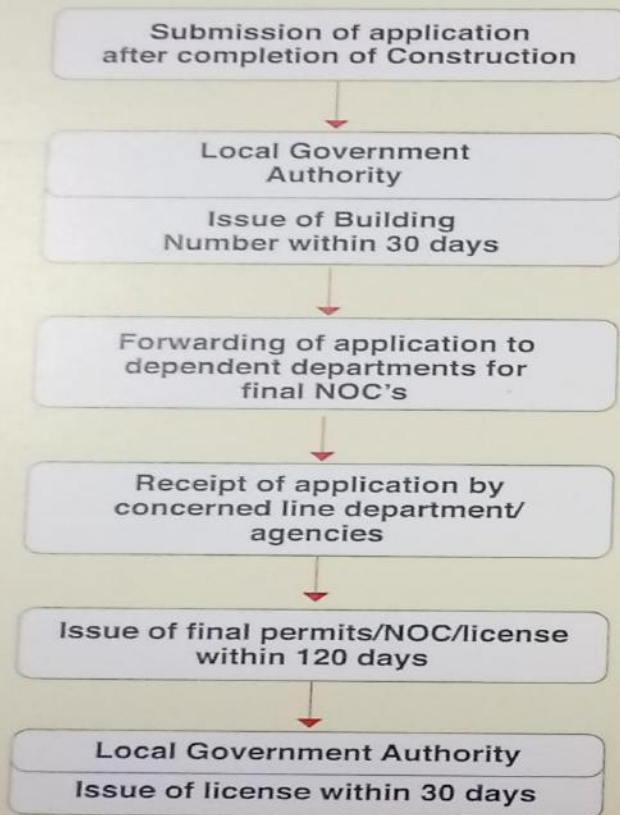 Submission of application
after completion of Construction
Local Government
Authority
Issue of Building
Number within 30 days
Forwarding of application to
dependent departments for
final NOC's
Receipt of application by
concerned line department/
agencies
Issue of final permits/NOC/license
within 120 days
Local Government Authority
Issue of license within 30 days